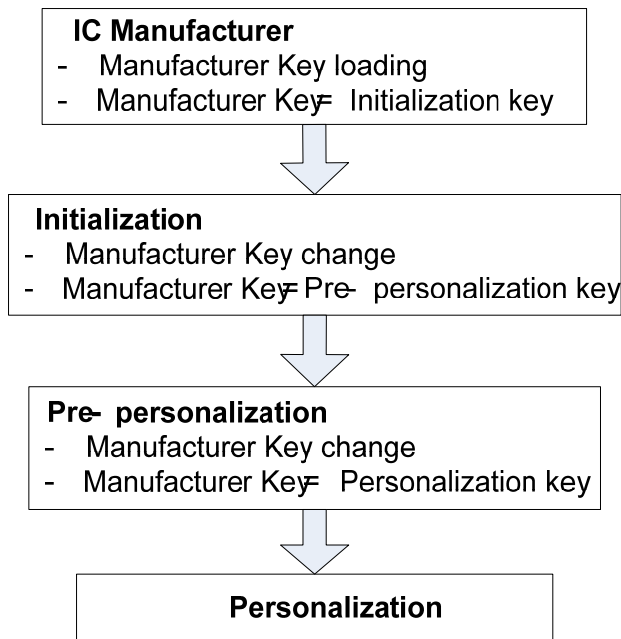 IC Manufacturer
- Manufacturer Key loading
- Manufacturer Key= Initialization key
Initialization
- Manufacturer Key change
- Manufacturer Key=Pre- personalization key
Pre- personalization
- Manufacturer Key change
- Manufacturer Key= Personalization key
Personalization